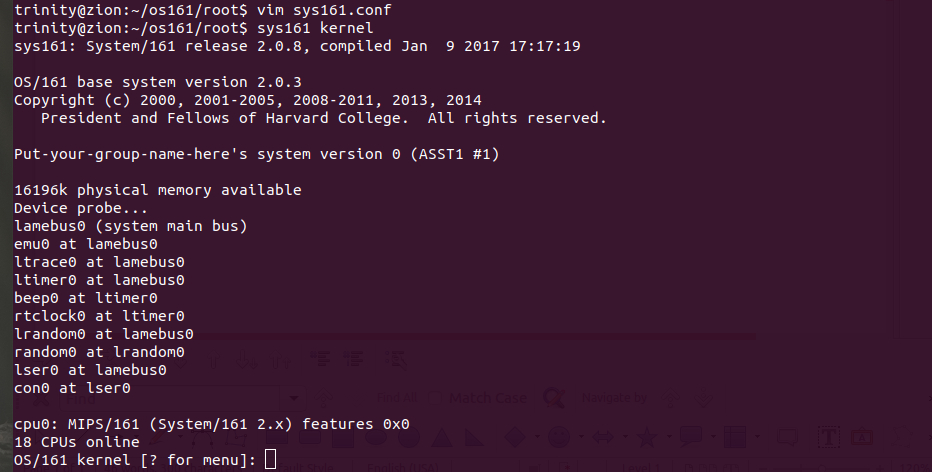 trinity@zion:~/os161/root$ vim sys161.conf
trinity@zion:~/os161/root$ sys161 kernel
sys161: System/161 release 2.0.8, compiled Jan  9 2017 17:17:19
OS/161 base system version 2.0.3
Copyright (c) 2000, 2001-2005, 2008-2011, 2013, 2014
   President and Fellows of Harvard College.  All rights reserved.
Put-your-group-name-here's system version 0 (ASST1 #1)
16196k physical memory available
Device probe...
lamebus0 (system main bus)
emu0 at lamebus0
ltrace0 at lamebus0
ltimer0 at lamebus0
beep0 at ltimer0
rtclock0 at ltimer0
lrandom0 at lamebus0
random0 at lrandom0
lser0 at lamebus0
con0 at lser0
Find All Match Case Navigate by
cpu0: MIPS/161 (System/161 2.x) features 0x0
18 CPUs online
OS/161 kernel [? for menu]: